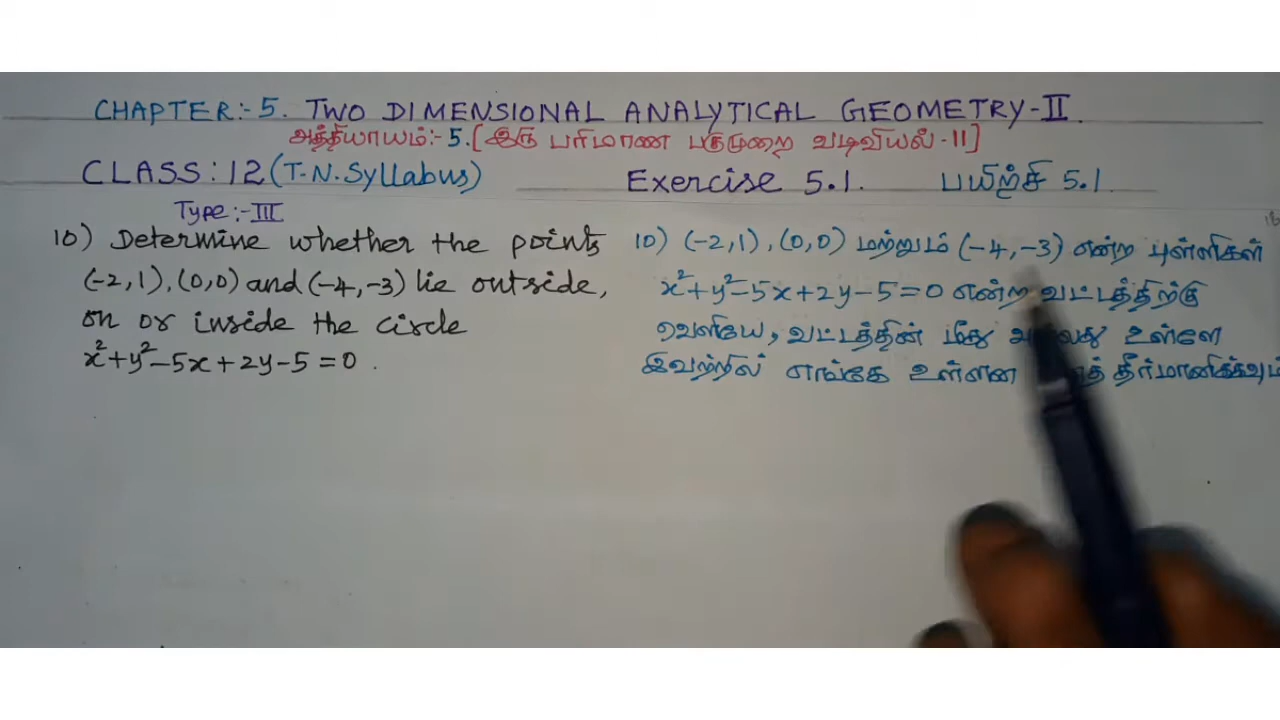 CHAPTER:- 5. TWO DIMENSIONAL ANALYTICAL GEOMETRY-II.
அத்தியாயம்:- 5. [இரு பரிமாண பகுமுறை வடிவியல்-II]
CLASS: 12 (T.N. Syllabus) Exercise 5.1. பயிற்சி 5.1.
Type:-III
10) Determine whether the points
(-2,1), (0,0) and (-4,-3) lie outside,
on or inside the circle
x²+y²-5x+2y-5=0.
10) (-2,1), (0,0) மற்றும் (-4,-3) என்ற புள்ளிகள்
x²+y²-5x+2y-5=0 என்ற வட்டத்திற்கு
வெளியே, வட்டத்தின் மீது உள்ளே
இவற்றில் எங்கே உள்ளன தீர்மானிக்கவும்